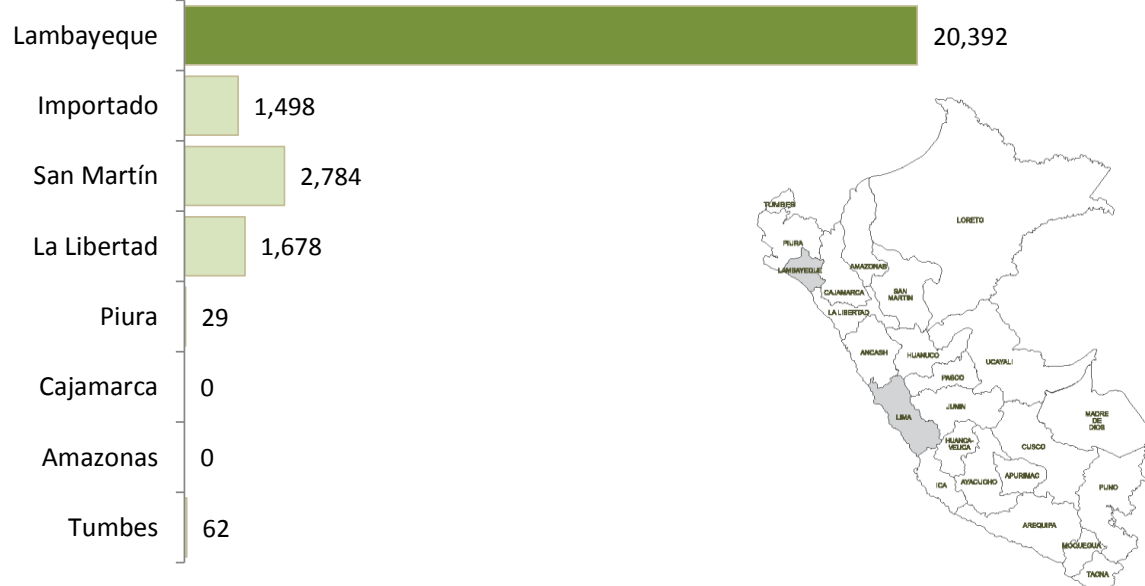 Lambayeque 20,392
Importado 1,498
San Martín 2,784
La Libertad 1,678
Piura 29
Cajamarca 0
Amazonas 0
Tumbes 62
TUMBES
LORETO
PIURA
LAMBAYEQUE
AMAZONAS
CAJAMARCA
SAN
MARTIN
LA LIBERTAD
ANCASH
HUANUCO
UCAYALI
PASCO
LIMA
JUNIN
MADRE
DE
DIOS
HUANCA-
VELICA
CUSCO
ICA
AYACUCHO
APURIMAC
PUNO
AREQUIPA
MOQUEGUA
TACNA